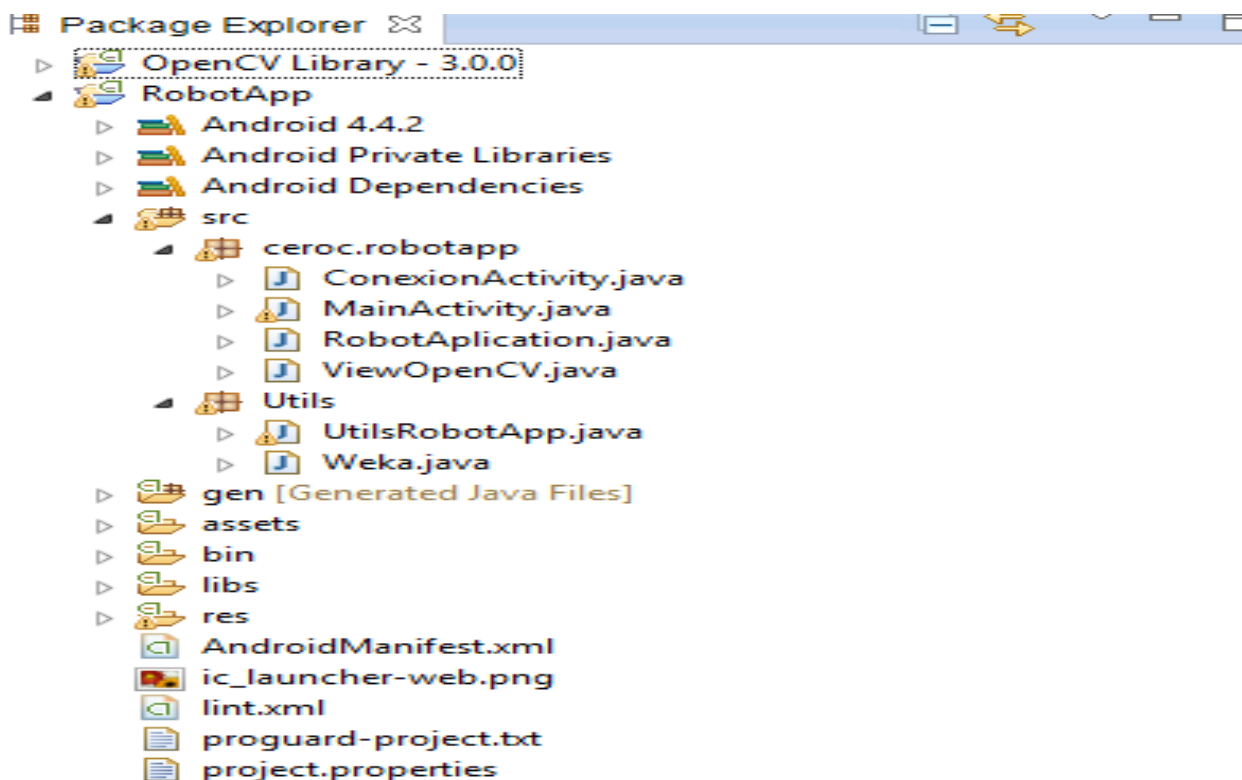 Package Explorer
OpenCV Library - 3.0.0
RobotApp
Android 4.4.2
Android Private Libraries
Android Dependencies
src
ceroc.robotapp
ConexionActivity.java
MainActivity.java
RobotAplication.java
ViewOpenCV.java
Utils
UtilsRobotApp.java
Weka.java
gen [Generated Java Files]
assets
bin
libs
res
AndroidManifest.xml
ic_launcher-web.png
lint.xml
proguard-project.txt
project.properties